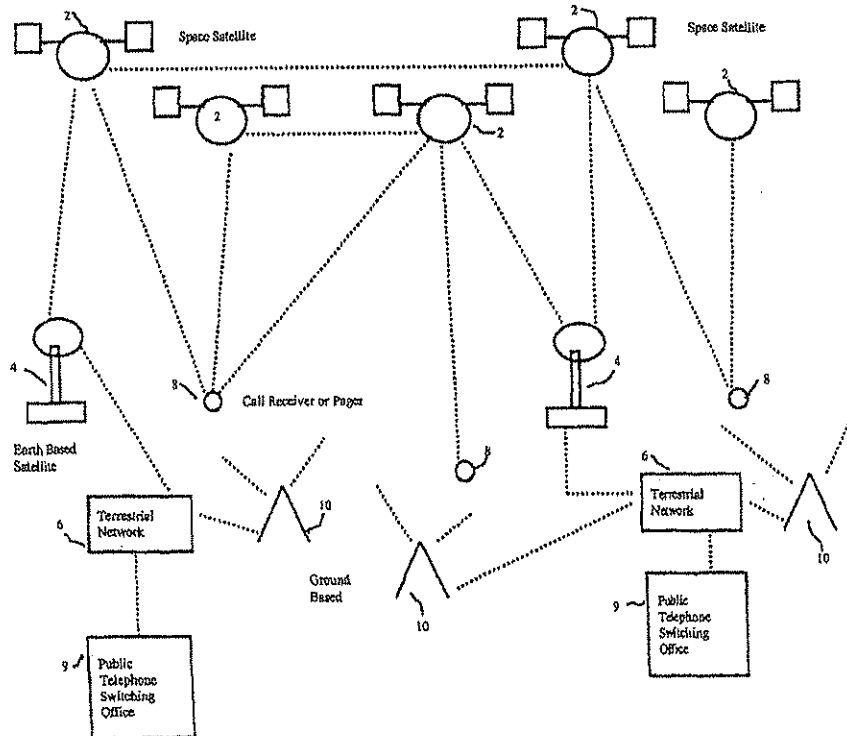 2
Space Satellite
2
Space Satellite
2
2
2
4
4
8
Call Receiver or Pager
8
8
Earth Based
Satellite
6
Terrestrial
Network
10
6
Terrestrial
Network
10
Ground
Based
10
9
Public
Telephone
Switching
Office
9
Public
Telephone
Switching
Office